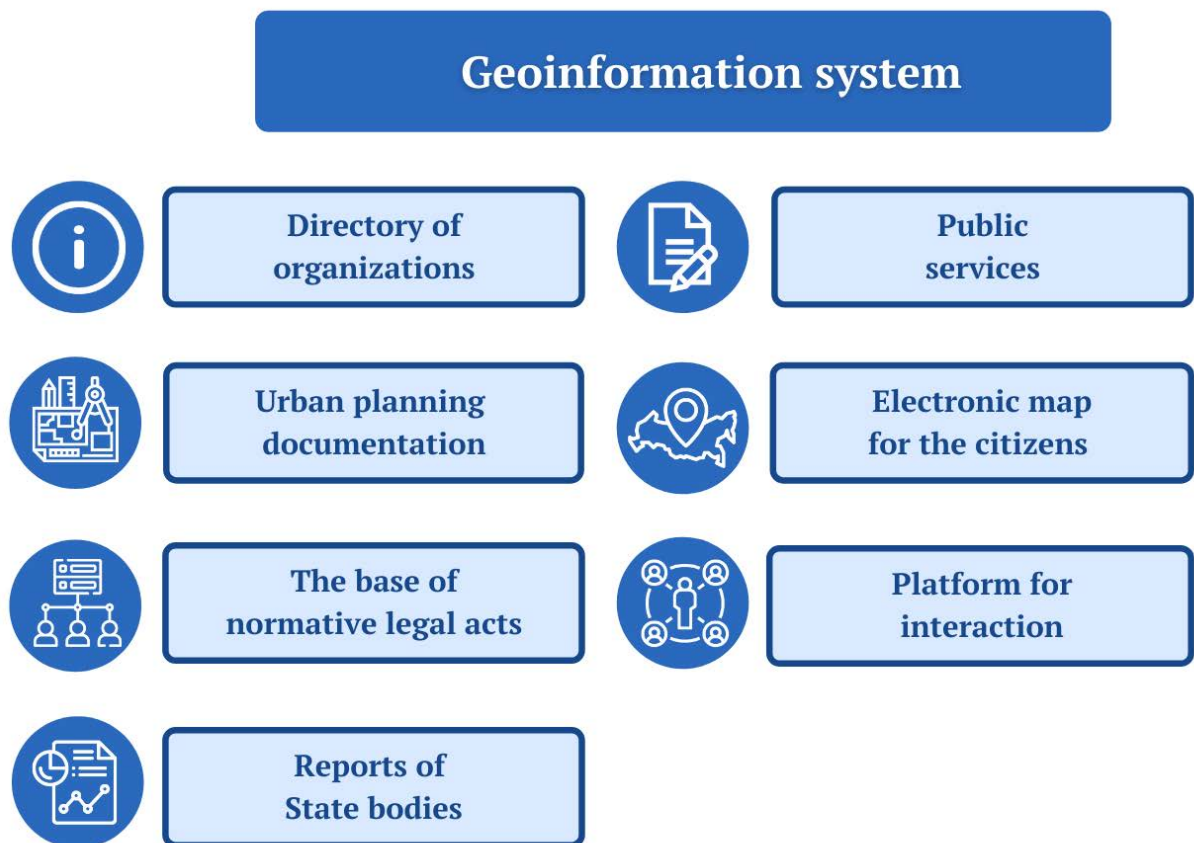 Geoinformation system
Directory of
organizations
Public
services
Urban planning
documentation
Electronic map
for the citizens
The base of
normative legal acts
Platform for
interaction
Reports of
State bodies